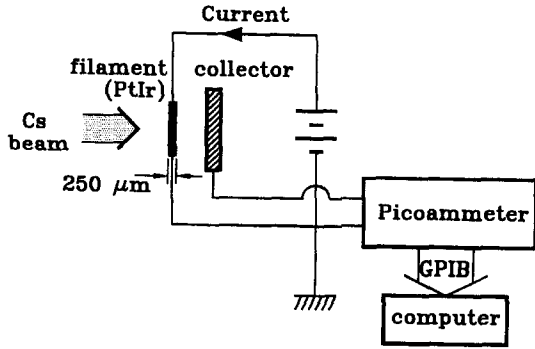 Current
filament
(PtIr)
collector
Cs
beam
250 μm
Picoammeter
GPIB
computer